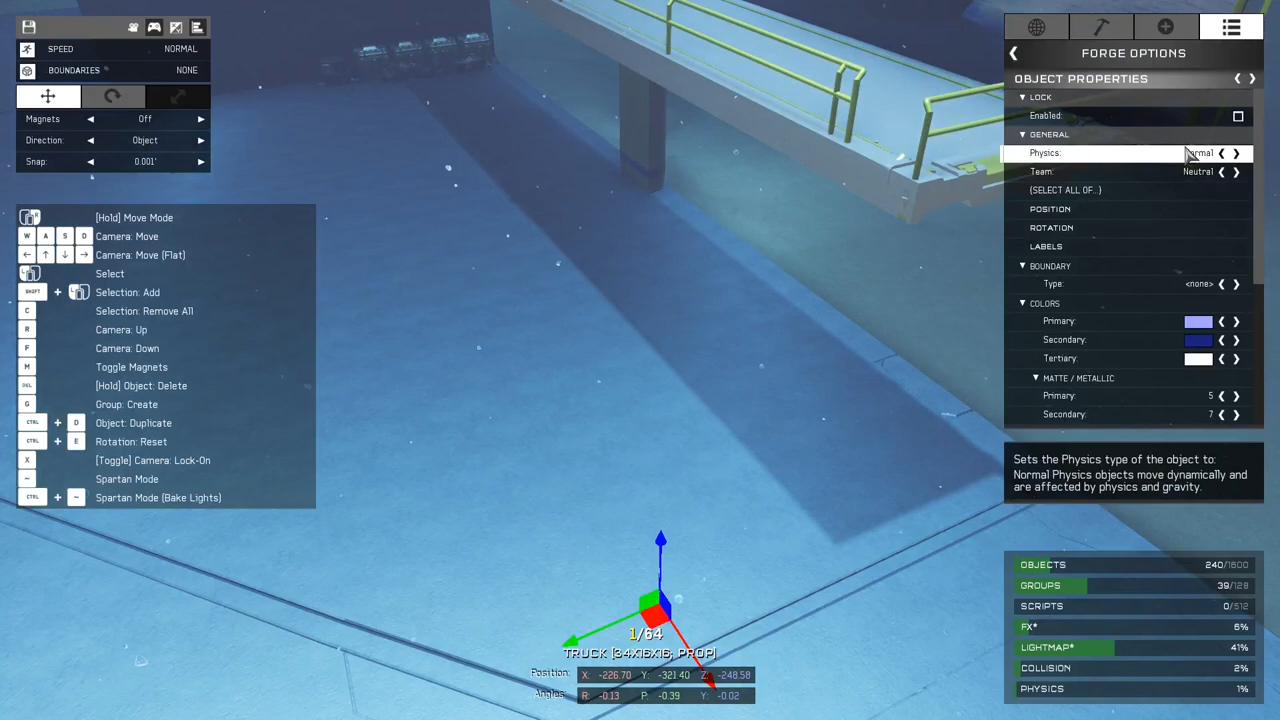 SPEED NORMAL
BOUNDARIES NONE
Magnets Off
Direction: Object
Snap: 0.001'
[Hold] Move Mode
W A S D Camera: Move
← ↑ ↓ → Camera: Move (Flat)
Select
SHIFT + Selection: Add
C Selection: Remove All
R Camera: Up
F Camera: Down
M Toggle Magnets
DEL [Hold] Object: Delete
G Group: Create
CTRL + D Object: Duplicate
CTRL + E Rotation: Reset
X [Toggle] Camera: Lock-On
~ Spartan Mode
CTRL + ~ Spartan Mode (Bake Lights)
1/64
TRUCK [34X16X16, PROP]
Position: X: -226.70 Y: -321.40 Z: -248.58
Angles: R: -0.13 P: -0.39 Y: -0.02
FORGE OPTIONS
OBJECT PROPERTIES
LOCK
Enabled:
GENERAL
Physics:
Team: Neutral
(SELECT ALL OF...)
POSITION
ROTATION
LABELS
BOUNDARY
Type: <none>
COLORS
Primary:
Secondary:
Tertiary:
MATTE / METALLIC
Primary: 5
Secondary: 7
Sets the Physics type of the object to:
Normal Physics objects move dynamically and
are affected by physics and gravity.
OBJECTS 240/1600
GROUPS 39/128
SCRIPTS 0/512
FX* 6%
LIGHTMAP* 41%
COLLISION 2%
PHYSICS 1%